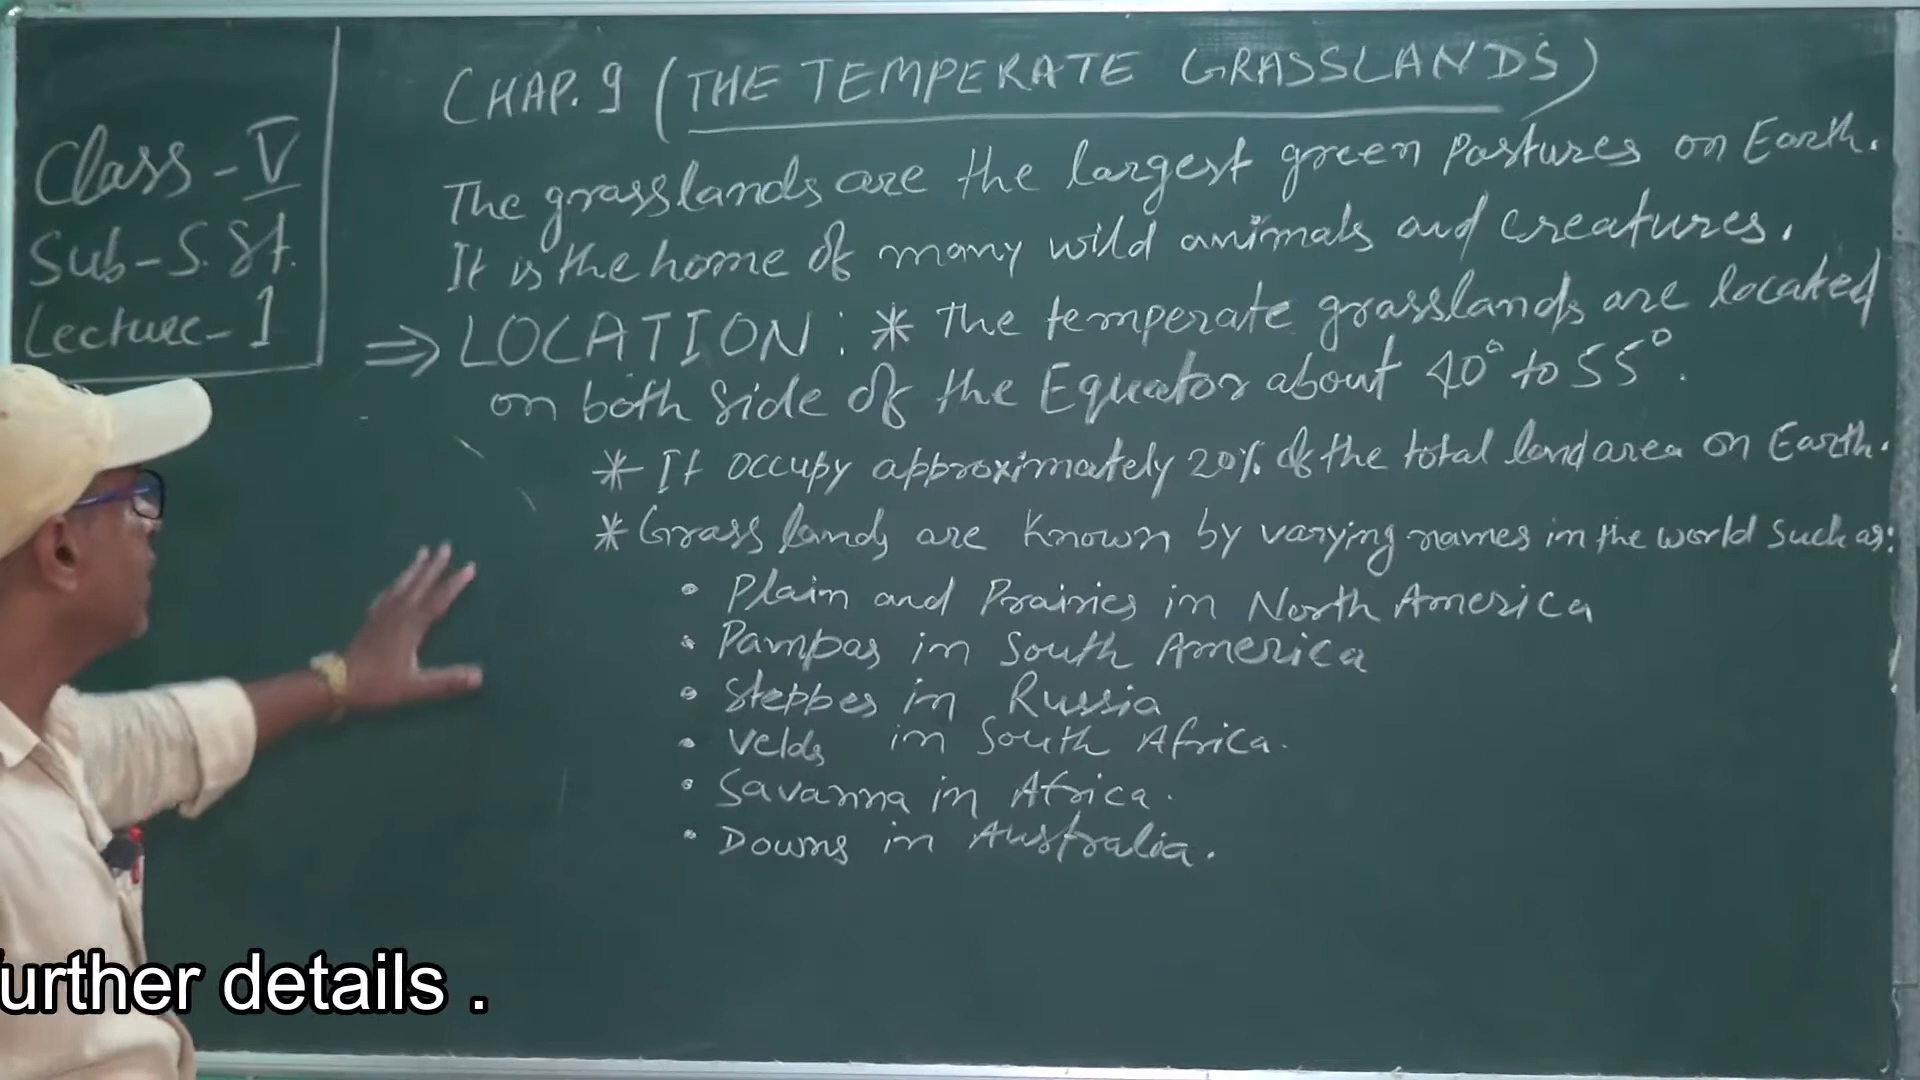 Class - V
Sub - S. St.
Lecture - 1
CHAP. 9 (THE TEMPERATE GRASSLANDS)
The grasslands are the largest green Pastures on Earth.
It is the home of many wild animals and creatures.
⇒ LOCATION : * The temperate grasslands are located
on both side of the Equator about 40° to 55°.
* It occupy approximately 20% of the total land area on Earth.
* Grass lands are known by varying names in the world such as:
• Plain and Prairies in North America
• Pampas in South America
• Steppes in Russia
• Velds in South Africa.
• Savanna in Africa.
• Downs in Australia.
urther details .